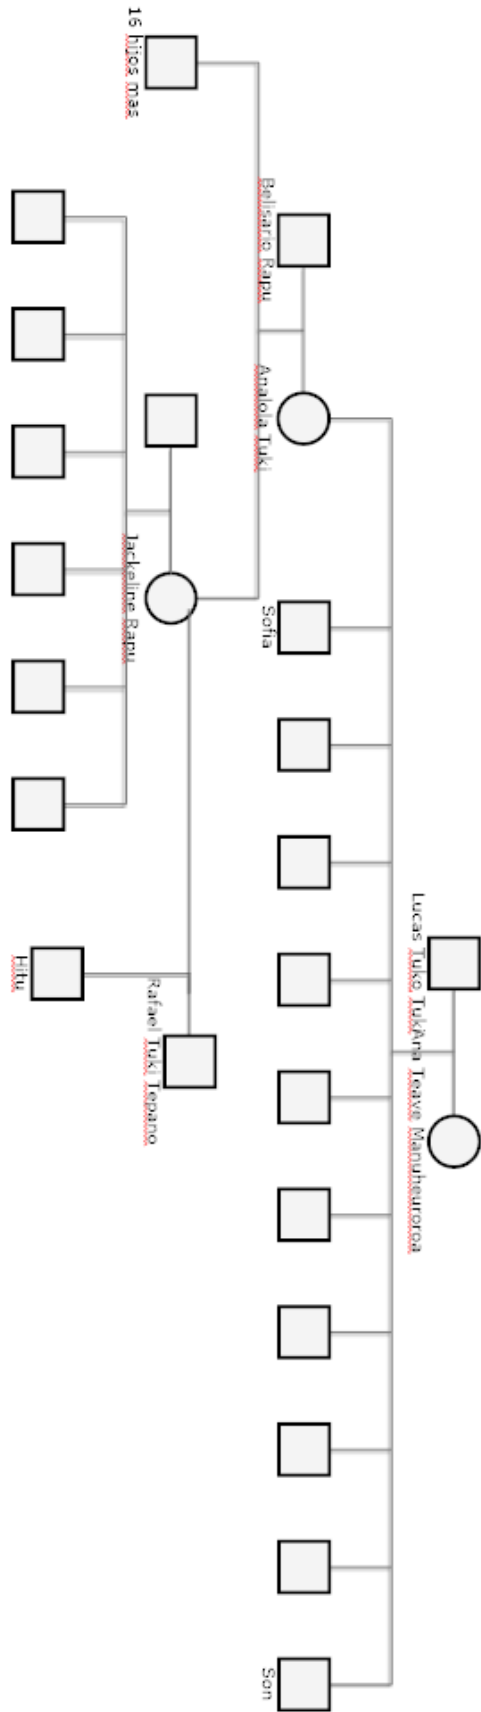 Lucas Tuko Tuki
Ana Teave Manuheuroroa
Belisario Rapu
Analola Tuki
Sofia
Son
16 hijos mas
Jackeline Rapu
Rafael Tuki Tepano
Hitu